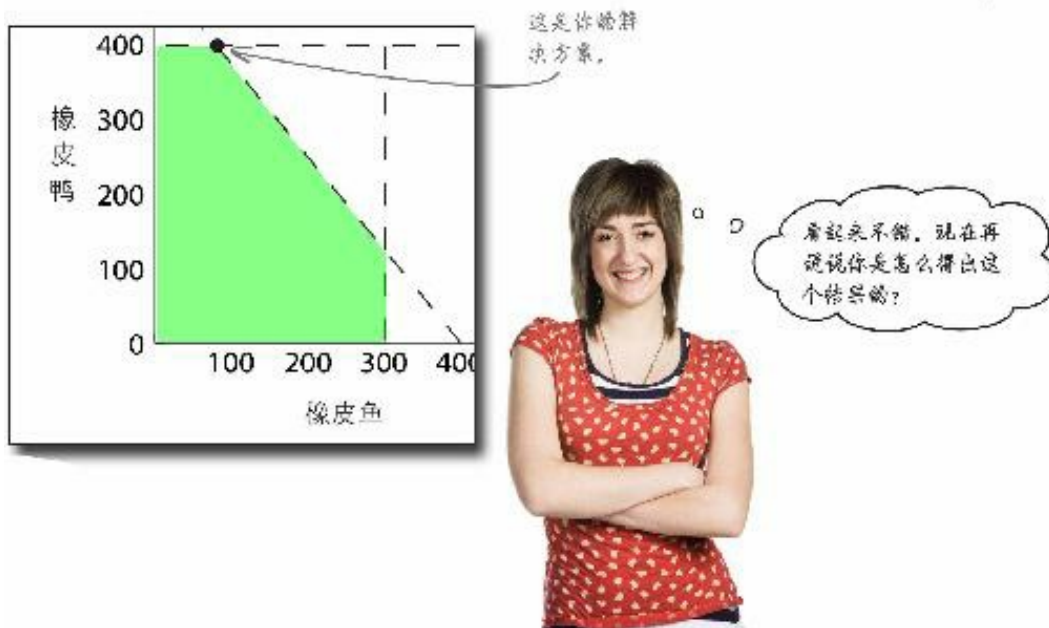 这是你的解
决方案。
400
300
200
100
0
橡
皮
鸭
100 200 300 400
橡皮鱼
看起来不错，现在再
说说你是怎么得出这
个结果的？